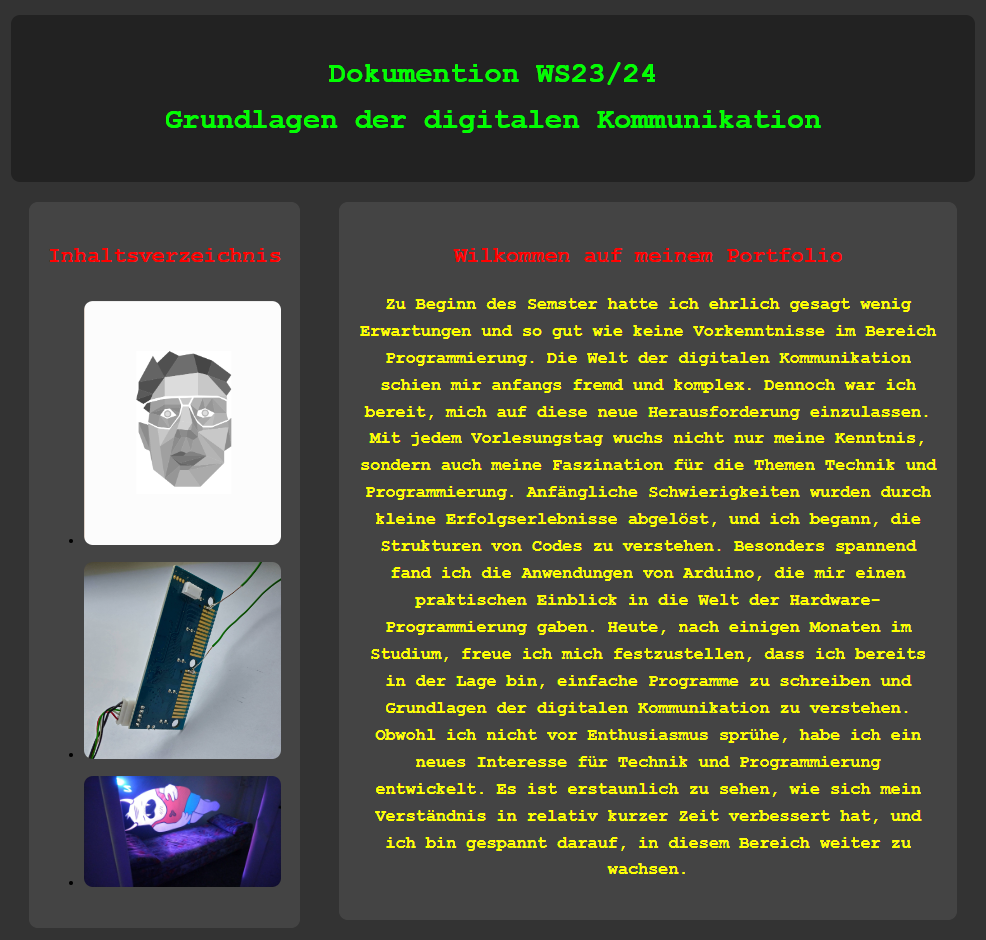 Dokumention WS23/24
Grundlagen der digitalen Kommunikation
Inhaltsverzeichnis
Wilkommen auf meinem Portfolio
Zu Beginn des Semster hatte ich ehrlich gesagt wenig
Erwartungen und so gut wie keine Vorkenntnisse im Bereich
Programmierung. Die Welt der digitalen Kommunikation
schien mir anfangs fremd und komplex. Dennoch war ich
bereit, mich auf diese neue Herausforderung einzulassen.
Mit jedem Vorlesungstag wuchs nicht nur meine Kenntnis,
sondern auch meine Faszination für die Themen Technik und
Programmierung. Anfängliche Schwierigkeiten wurden durch
kleine Erfolgserlebnisse abgelöst, und ich begann, die
Strukturen von Codes zu verstehen. Besonders spannend
fand ich die Anwendungen von Arduino, die mir einen
praktischen Einblick in die Welt der Hardware-
Programmierung gaben. Heute, nach einigen Monaten im
Studium, freue ich mich festzustellen, dass ich bereits
in der Lage bin, einfache Programme zu schreiben und
Grundlagen der digitalen Kommunikation zu verstehen.
Obwohl ich nicht vor Enthusiasmus sprühe, habe ich ein
neues Interesse für Technik und Programmierung
entwickelt. Es ist erstaunlich zu sehen, wie sich mein
Verständnis in relativ kurzer Zeit verbessert hat, und
ich bin gespannt darauf, in diesem Bereich weiter zu
wachsen.